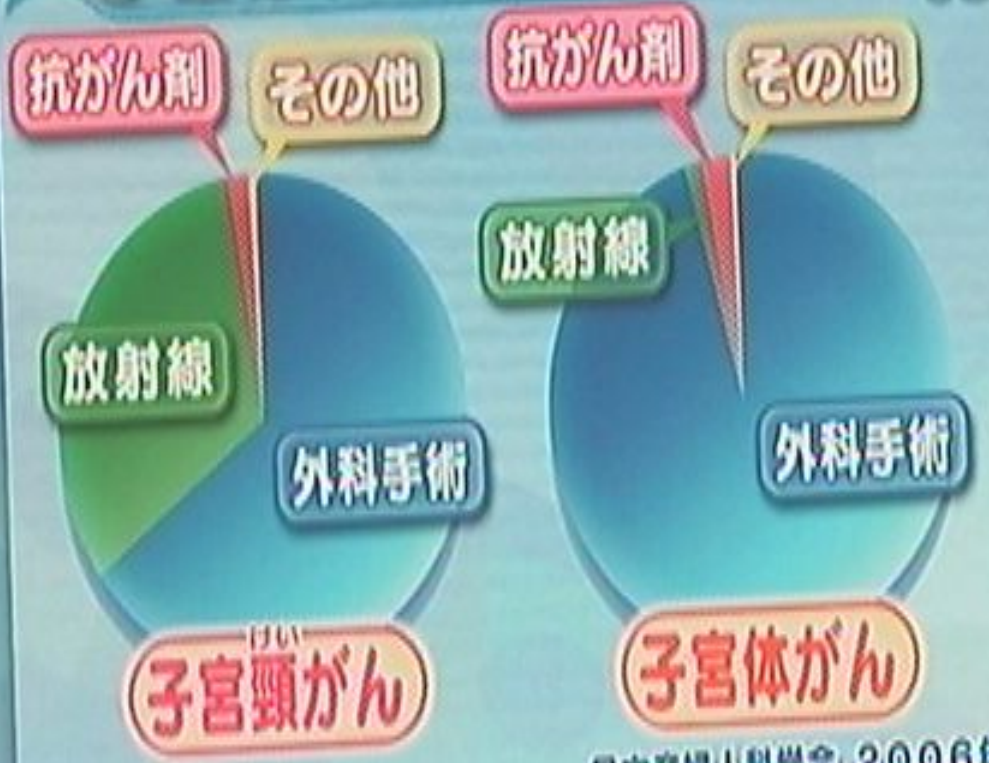 抗がん剤
その他
放射線
外科手術
けい
子宮頸がん
抗がん剤
その他
放射線
外科手術
子宮体がん
2006